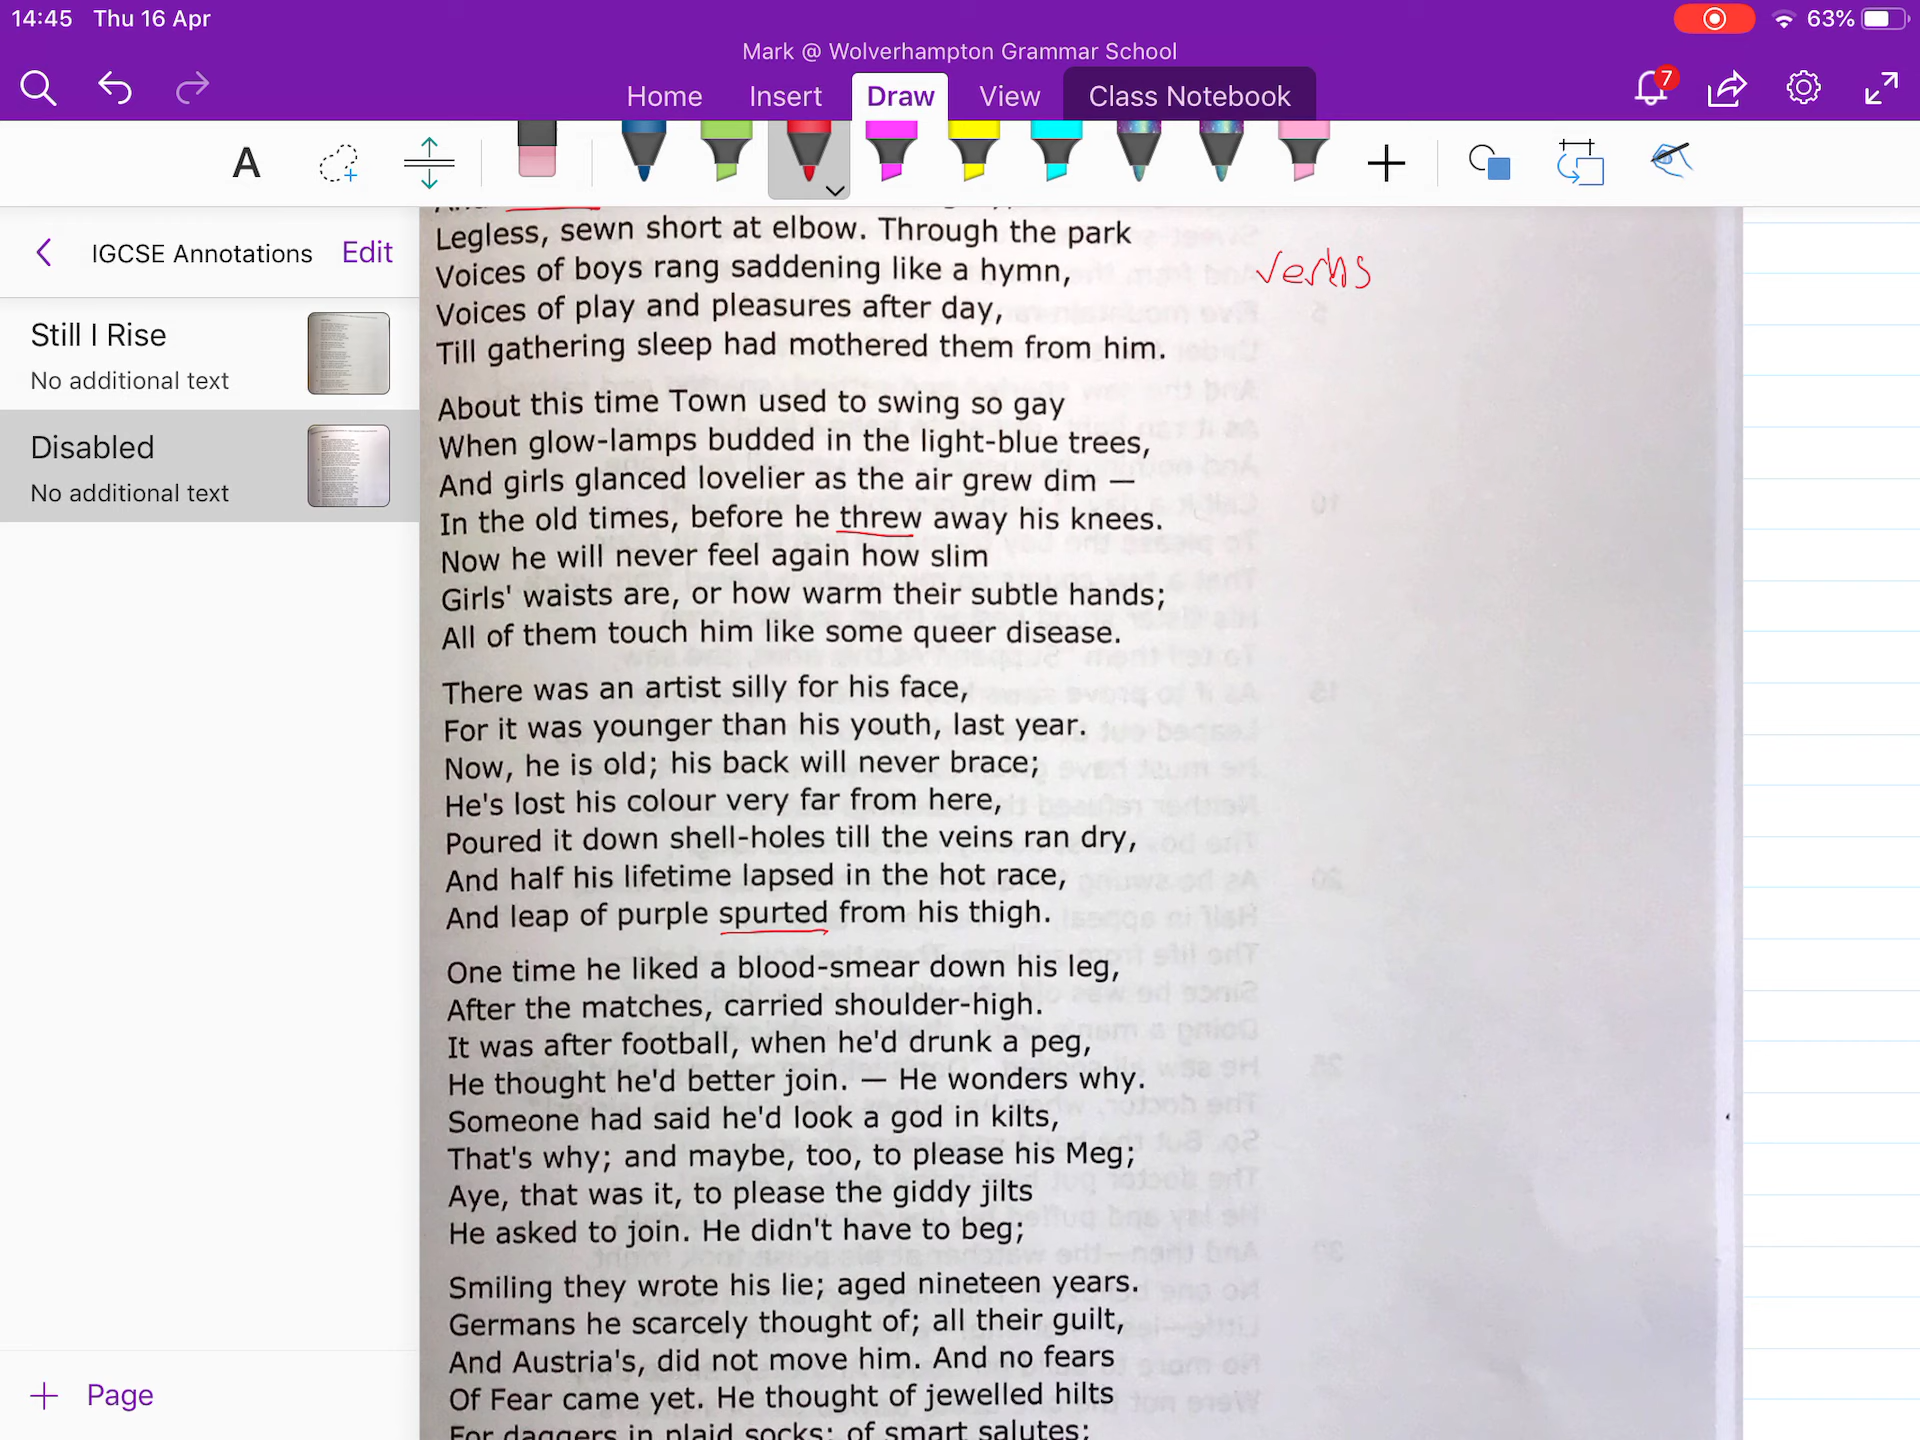 14:45 Thu 16 Apr
63%
Mark @ Wolverhampton Grammar School
Home Insert Draw View Class Notebook
7
A
IGCSE Annotations Edit
Still I Rise
No additional text
Disabled
No additional text
+ Page
Legless, sewn short at elbow. Through the park
Voices of boys rang saddening like a hymn,
verbs
Voices of play and pleasures after day,
Till gathering sleep had mothered them from him.
About this time Town used to swing so gay
When glow-lamps budded in the light-blue trees,
And girls glanced lovelier as the air grew dim —
In the old times, before he threw away his knees.
Now he will never feel again how slim
Girls' waists are, or how warm their subtle hands;
All of them touch him like some queer disease.
There was an artist silly for his face,
For it was younger than his youth, last year.
Now, he is old; his back will never brace;
He's lost his colour very far from here,
Poured it down shell-holes till the veins ran dry,
And half his lifetime lapsed in the hot race,
And leap of purple spurted from his thigh.
One time he liked a blood-smear down his leg,
After the matches, carried shoulder-high.
It was after football, when he'd drunk a peg,
He thought he'd better join. — He wonders why.
Someone had said he'd look a god in kilts,
That's why; and maybe, too, to please his Meg;
Aye, that was it, to please the giddy jilts
He asked to join. He didn't have to beg;
Smiling they wrote his lie; aged nineteen years.
Germans he scarcely thought of; all their guilt,
And Austria's, did not move him. And no fears
Of Fear came yet. He thought of jewelled hilts
For daggers in plaid socks; of smart salutes;